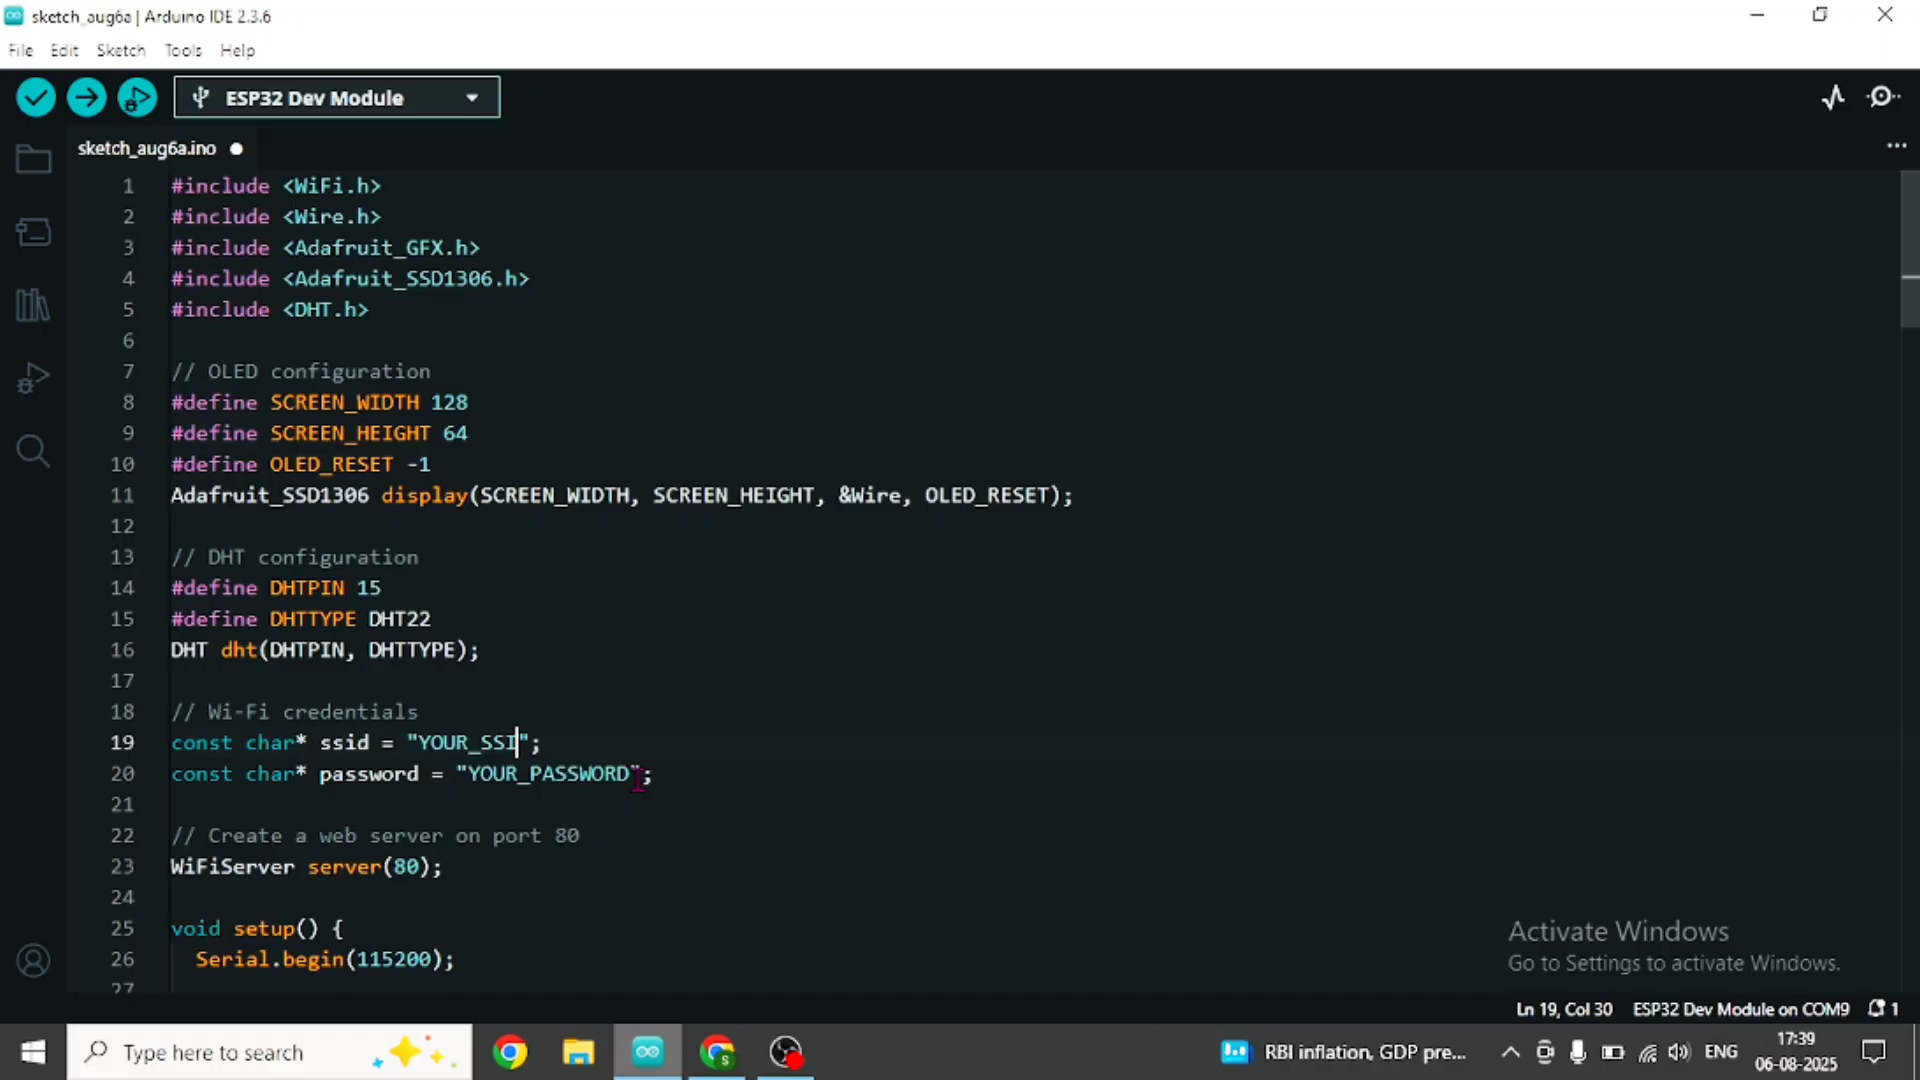 sketch_aug6a | Arduino IDE 2.3.6
File Edit Sketch Tools Help
ESP32 Dev Module
sketch_aug6a.ino
1 #include <WiFi.h>
2 #include <Wire.h>
3 #include <Adafruit_GFX.h>
4 #include <Adafruit_SSD1306.h>
5 #include <DHT.h>
6
7 // OLED configuration
8 #define SCREEN_WIDTH 128
9 #define SCREEN_HEIGHT 64
10 #define OLED_RESET -1
11 Adafruit_SSD1306 display(SCREEN_WIDTH, SCREEN_HEIGHT, &Wire, OLED_RESET);
12
13 // DHT configuration
14 #define DHTPIN 15
15 #define DHTTYPE DHT22
16 DHT dht(DHTPIN, DHTTYPE);
17
18 // Wi-Fi credentials
19 const char* ssid = "YOUR_SSI";
20 const char* password = "YOUR_PASSWORD";
21
22 // Create a web server on port 80
23 WiFiServer server(80);
24
25 void setup() {
26 Serial.begin(115200);
27
Activate Windows
Go to Settings to activate Windows.
Ln 19, Col 30 ESP32 Dev Module on COM9 1
Type here to search
RBI inflation, GDP pre...
ENG
17:39
06-08-2025